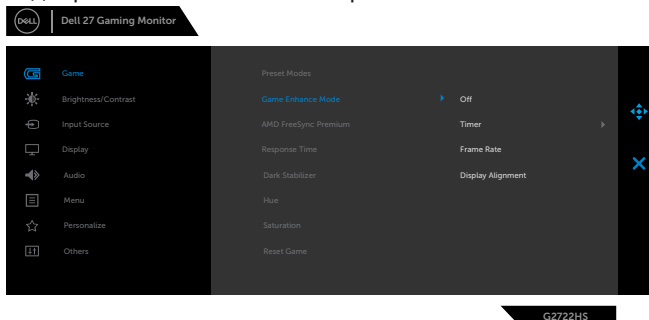 DELL
Dell 27 Gaming Monitor
Game
Preset Modes
Brightness/Contrast
Game Enhance Mode
Off
Input Source
AMD FreeSync Premium
Timer
Display
Response Time
Frame Rate
Audio
Dark Stabilizer
Display Alignment
Menu
Hue
Personalize
Saturation
Others
Reset Game
G2722HS